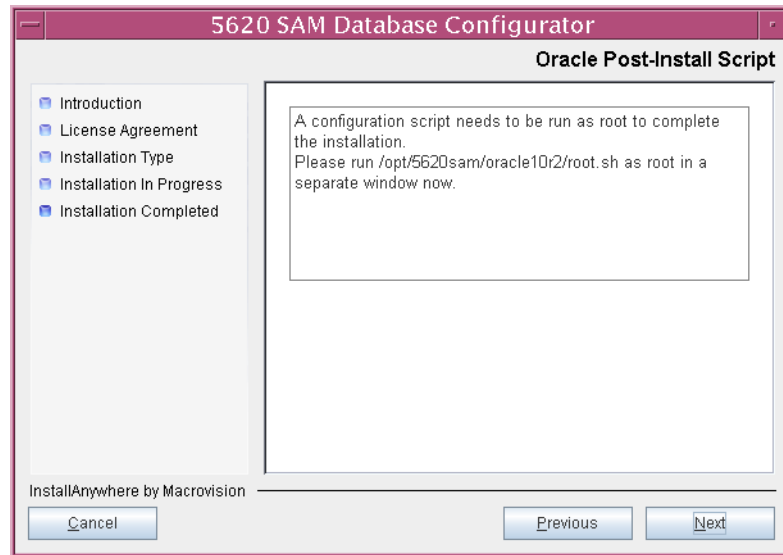 5620 SAM Database Configurator
Oracle Post-Install Script
Introduction
License Agreement
Installation Type
Installation In Progress
Installation Completed
A configuration script needs to be run as root to complete
the installation.
Please run /opt/5620sam/oracle10r2/root.sh as root in a
separate window now.
InstallAnywhere by Macrovision
Cancel
Previous
Next